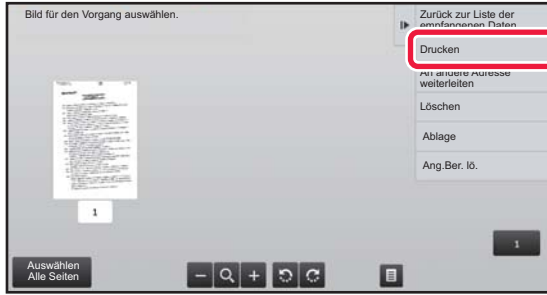 Bild für den Vorgang auswählen.
Zurück zur Liste der
empfangenen Daten
Drucken
An andere Adresse
weiterleiten
Löschen
Ablage
Ang.Ber. lö.
1
1
Auswählen
Alle Seiten